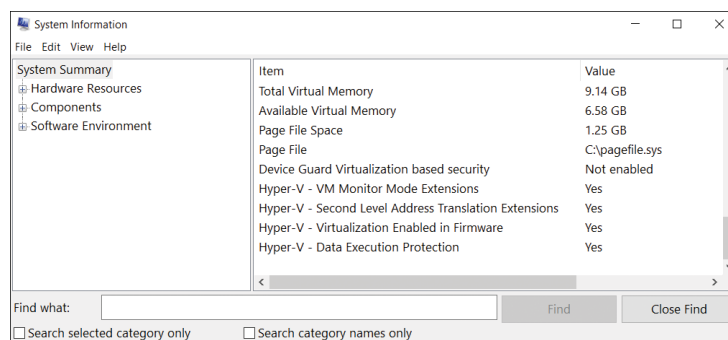 System Information
File Edit View Help
System Summary
Hardware Resources
Components
Software Environment
Item Value
Total Virtual Memory 9.14 GB
Available Virtual Memory 6.58 GB
Page File Space 1.25 GB
Page File C:\pagefile.sys
Device Guard Virtualization based security Not enabled
Hyper-V - VM Monitor Mode Extensions Yes
Hyper-V - Second Level Address Translation Extensions Yes
Hyper-V - Virtualization Enabled in Firmware Yes
Hyper-V - Data Execution Protection Yes
Find what: Find Close Find
Search selected category only Search category names only